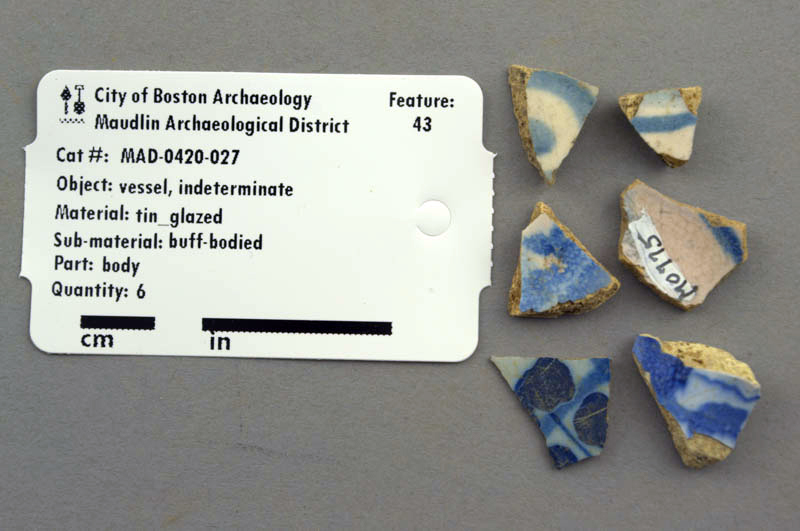 City of Boston Archaeology
Maudlin Archaeological District
Feature:
43
Cat #: MAD-0420-027
Object: vessel, indeterminate
Material: tin_glazed
Sub-material: buff-bodied
Part: body
Quantity: 6
cm
in